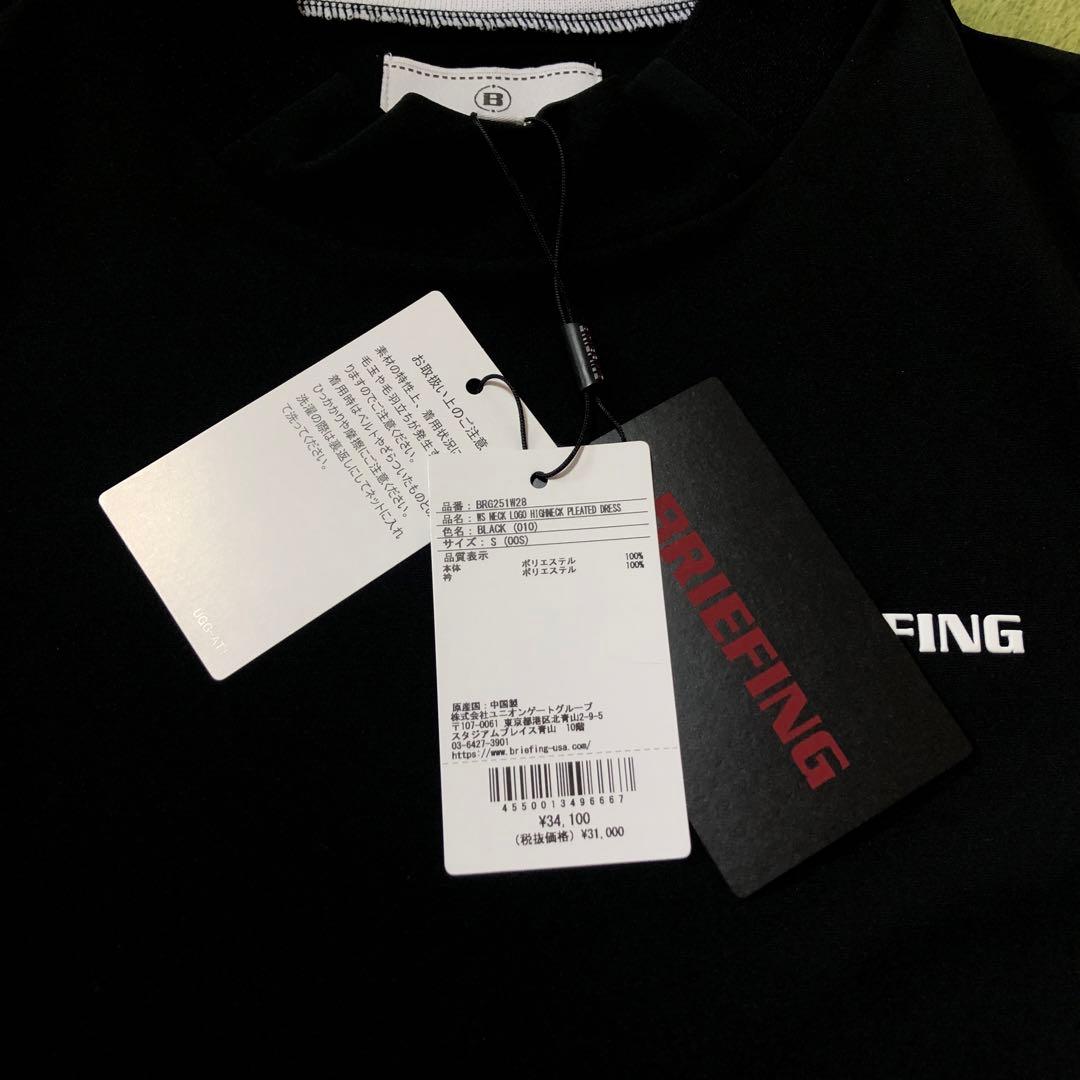 B
お取扱い上のご注意
素材の特性上、着用状況に
毛玉や毛羽立ちが発生す
りますのでご注意ください。
着用時はベルトやざらついたものとの
ひっかかりや摩擦にご注意ください。
洗濯の際は裏返しにしてネットに入れ
て洗ってください。
UGG-AT
品番：BRG251W28
品名：WS NECK LOGO HIGHNECK PLEATED DRESS
色名：BLACK (010)
サイズ：S (00S)
品質表示
本体 ポリエステル 100%
衿 ポリエステル 100%
原産国：中国製
株式会社ユニオンゲートグループ
〒107-0061 東京都港区北青山2-9-5
スタジアムプレイス青山 10階
03-6427-3901
https://www.briefing-usa.com/
4550013496667
¥34,100
(税抜価格) ¥31,000
BRIEFING
FING